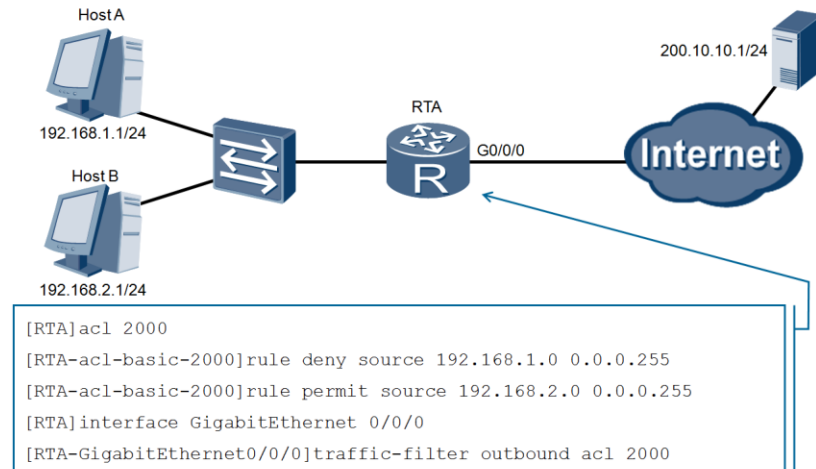 Host A
200.10.10.1/24
RTA
192.168.1.1/24
G0/0/0
Internet
R
Host B
192.168.2.1/24
[RTA]acl 2000
[RTA-acl-basic-2000]rule deny source 192.168.1.0 0.0.0.255
[RTA-acl-basic-2000]rule permit source 192.168.2.0 0.0.0.255
[RTA]interface GigabitEthernet 0/0/0
[RTA-GigabitEthernet0/0/0]traffic-filter outbound acl 2000